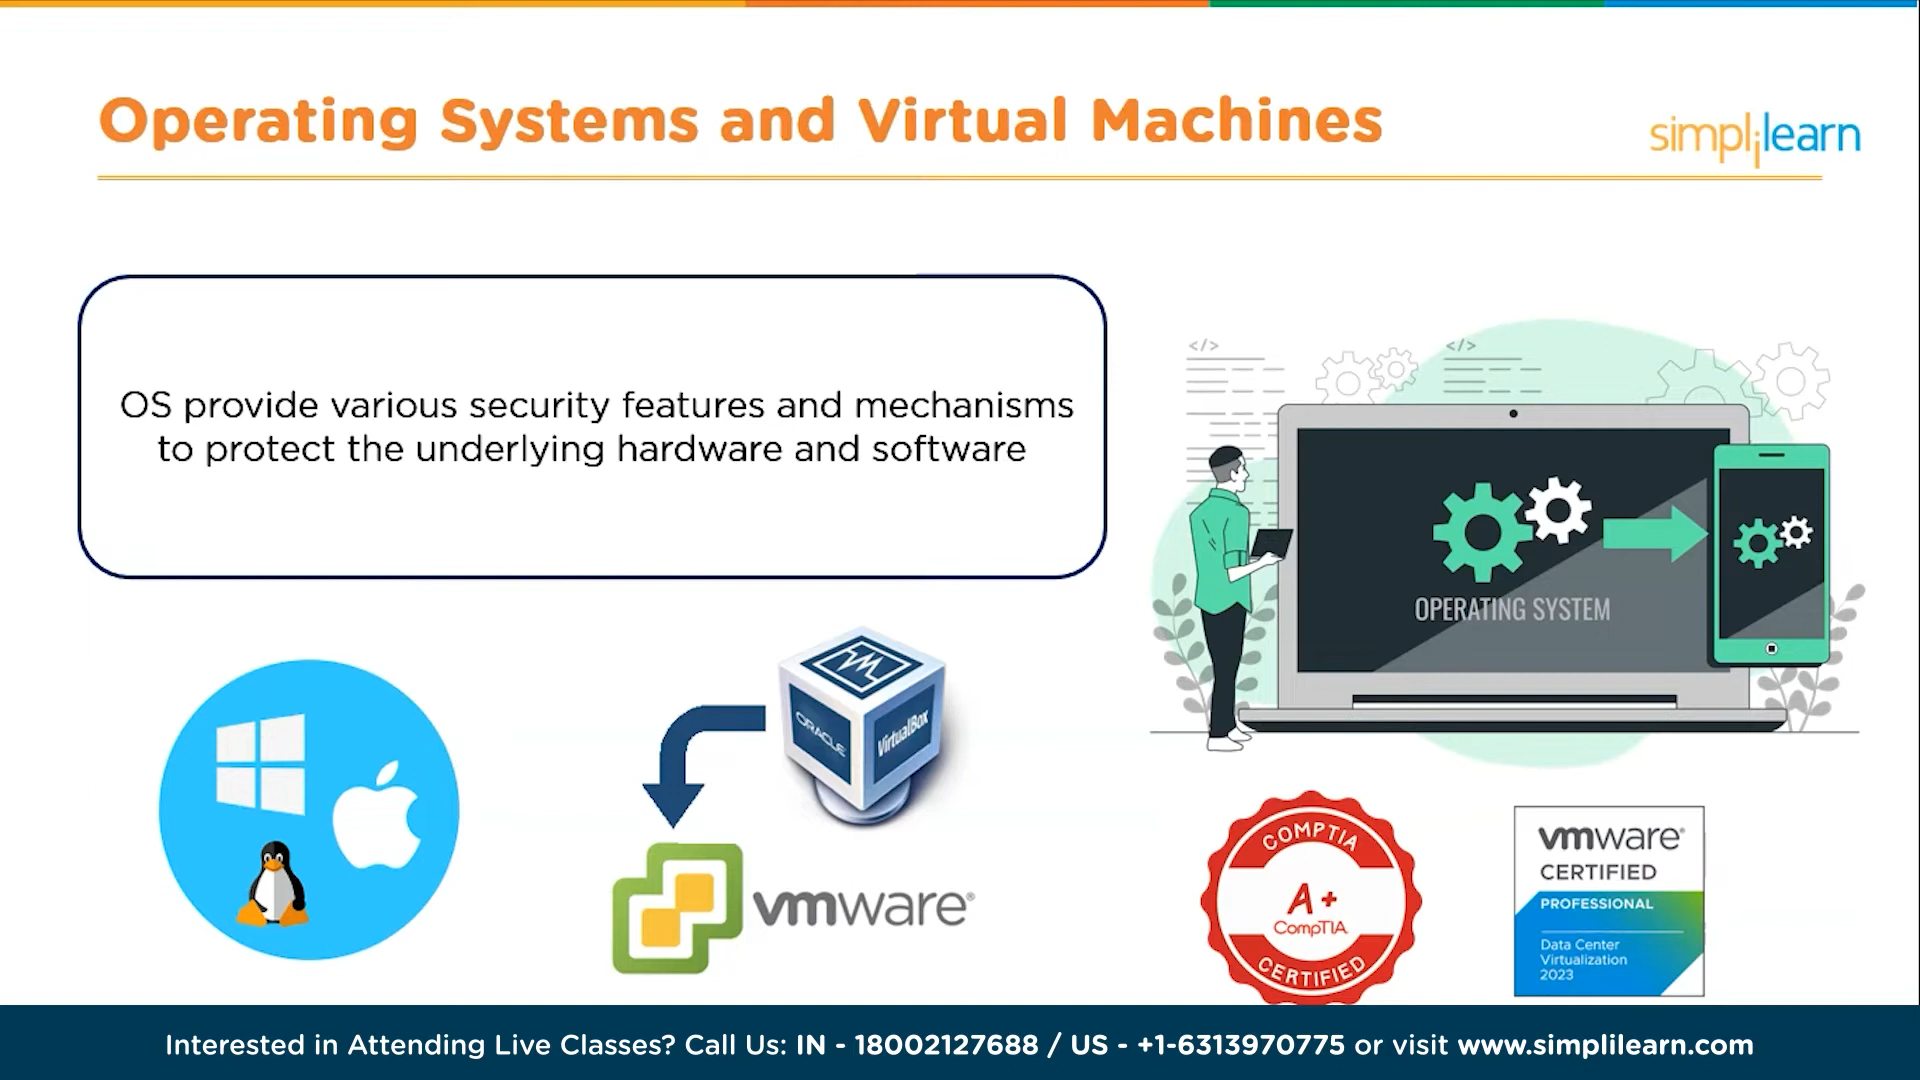 Operating Systems and Virtual Machines
simplilearn
OS provide various security features and mechanisms
to protect the underlying hardware and software
</>
</>
OPERATING SYSTEM
ORACLE
VirtualBox
vmware®
COMPTIA
A+
CompTIA
CERTIFIED
vmware®
CERTIFIED
PROFESSIONAL
Data Center
Virtualization
2023
Interested in Attending Live Classes? Call Us: IN - 18002127688 / US - +1-6313970775 or visit www.simplilearn.com